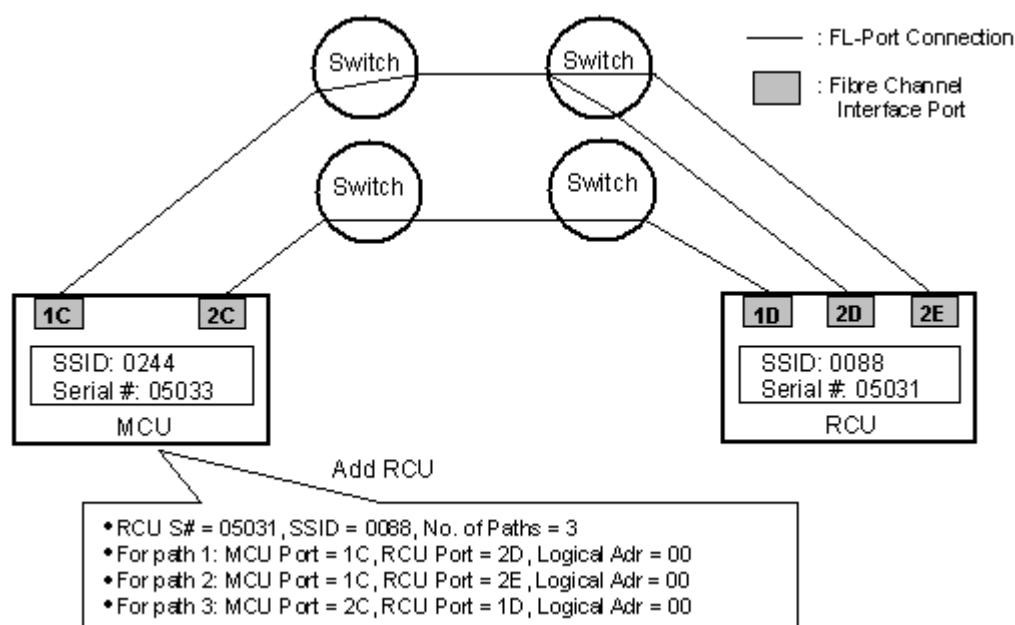 Switch
Switch
: FL-Port Connection
: Fibre Channel
Interface Port
Switch
Switch
1C
2C
1D
2D
2E
SSID: 0244
Serial #: 05033
MCU
SSID: 0088
Serial #: 05031
RCU
Add RCU
•RCU S# = 05031, SSID = 0088, No. of Paths = 3
•For path 1: MCU Port = 1C, RCU Port = 2D, Logical Adr = 00
•For path 2: MCU Port = 1C, RCU Port = 2E, Logical Adr = 00
•For path 3: MCU Port = 2C, RCU Port = 1D, Logical Adr = 00